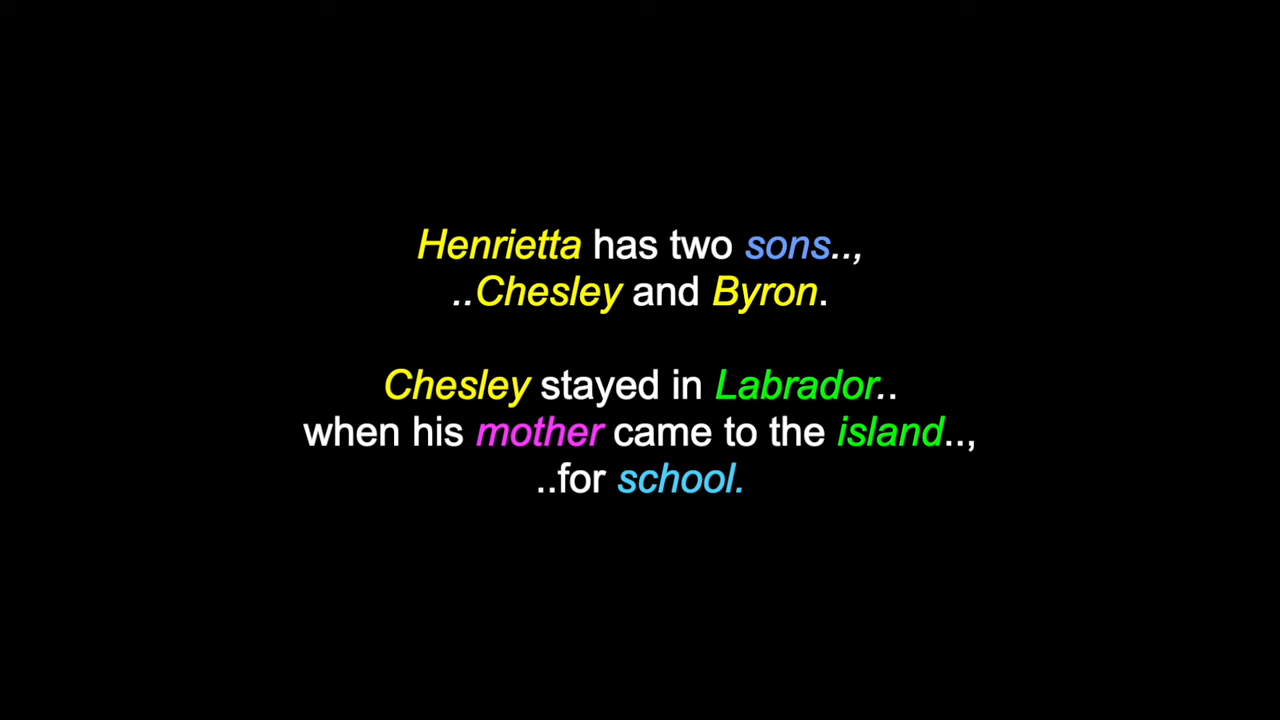 Henrietta has two sons..,
..Chesley and Byron.
Chesley stayed in Labrador..
when his mother came to the island..,
..for school.